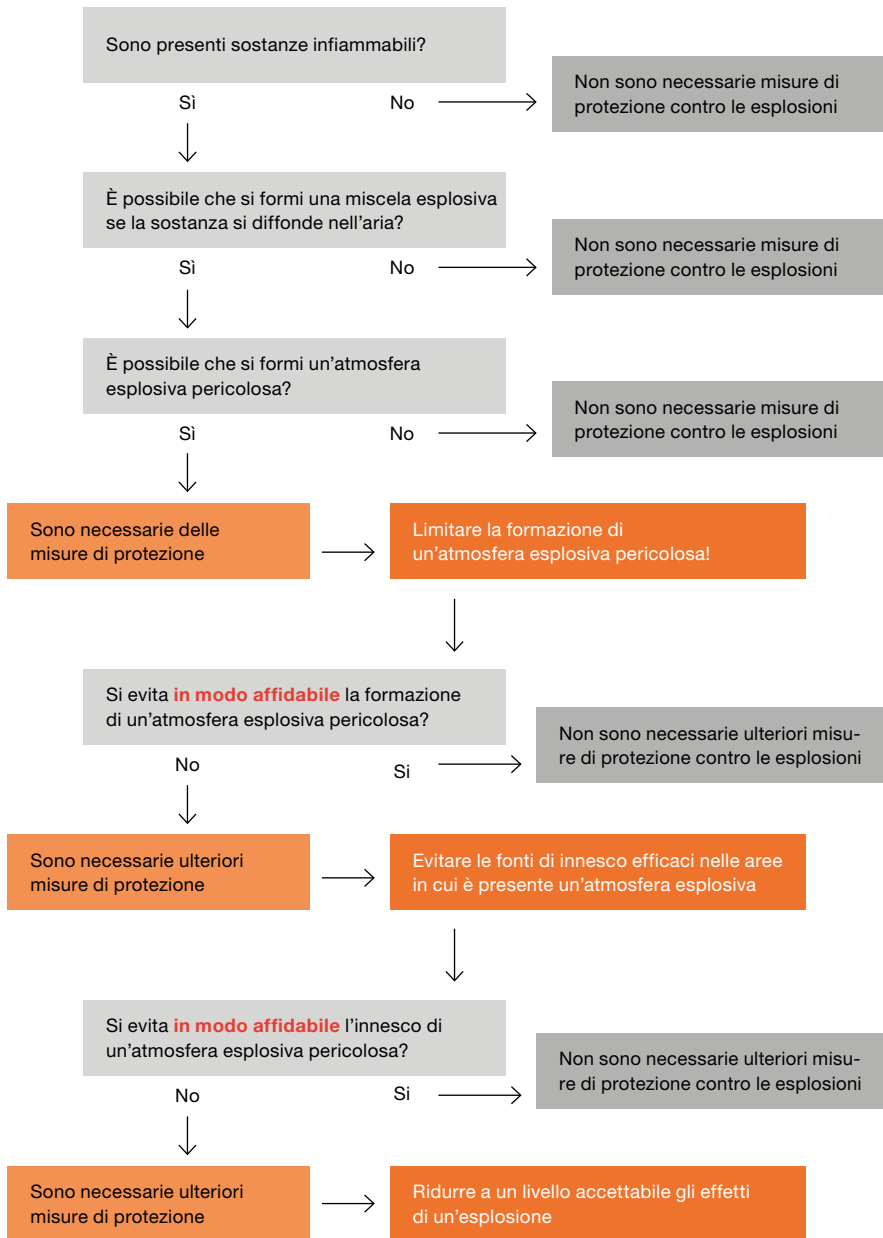 Sono presenti sostanze infiammabili?
Sì
No
Non sono necessarie misure di
protezione contro le esplosioni
È possibile che si formi una miscela esplosiva
se la sostanza si diffonde nell’aria?
Sì
No
Non sono necessarie misure di
protezione contro le esplosioni
È possibile che si formi un’atmosfera
esplosiva pericolosa?
Sì
No
Non sono necessarie misure di
protezione contro le esplosioni
Sono necessarie delle
misure di protezione
Limitare la formazione di
un’atmosfera esplosiva pericolosa!
Si evita in modo affidabile la formazione
di un’atmosfera esplosiva pericolosa?
No
Si
Non sono necessarie ulteriori misu-
re di protezione contro le esplosioni
Sono necessarie ulteriori
misure di protezione
Evitare le fonti di innesco efficaci nelle aree
in cui è presente un’atmosfera esplosiva
Si evita in modo affidabile l’innesco di
un’atmosfera esplosiva pericolosa?
No
Si
Non sono necessarie ulteriori misu-
re di protezione contro le esplosioni
Sono necessarie ulteriori
misure di protezione
Ridurre a un livello accettabile gli effetti
di un'esplosione